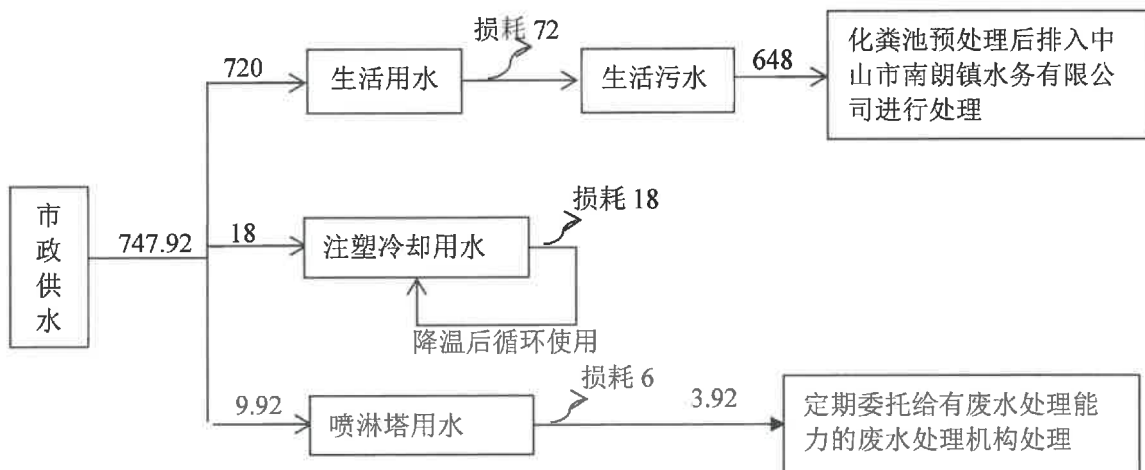 损耗 72
720
生活用水
生活污水
648
化粪池预处理后排入中
山市南朗镇水务有限公
司进行处理
市
政
供
水
747.92
18
注塑冷却用水
损耗 18
降温后循环使用
9.92
喷淋塔用水
损耗 6
3.92
定期委托给有废水处理能
力的废水处理机构处理